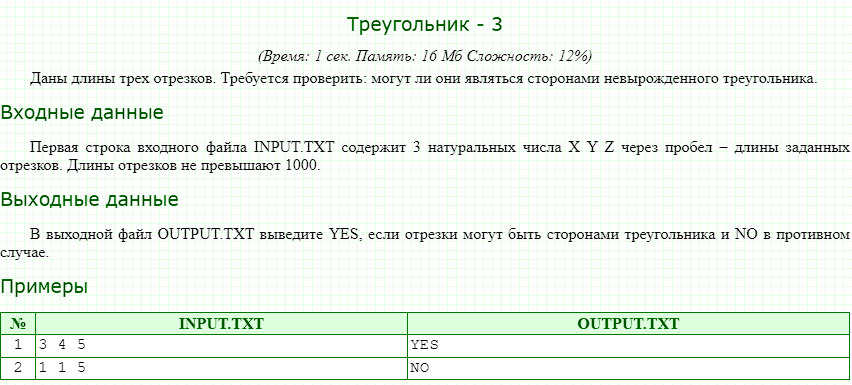 Треугольник - 3
(Время: 1 сек. Память: 16 Мб Сложность: 12%)
Даны длины трех отрезков. Требуется проверить: могут ли они являться сторонами невырожденного треугольника.
Входные данные
Первая строка входного файла INPUT.TXT содержит 3 натуральных числа X Y Z через пробел – длины заданных
отрезков. Длины отрезков не превышают 1000.
Выходные данные
В выходной файл OUTPUT.TXT выведите YES, если отрезки могут быть сторонами треугольника и NO в противном
случае.
Примеры
№ INPUT.TXT OUTPUT.TXT
1 3 4 5 YES
2 1 1 5 NO